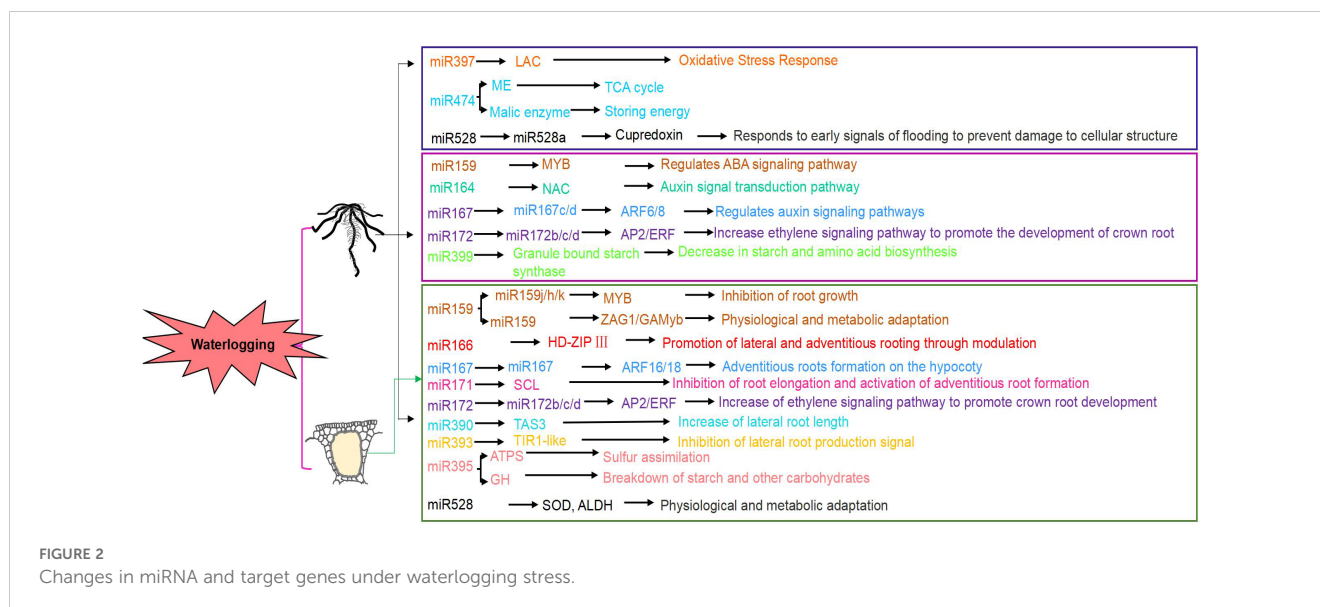 Waterlogging
miR397 LAC Oxidative Stress Response
miR474 ME TCA cycle
Malic enzyme Storing energy
miR528 miR528a Cupredoxin Responds to early signals of flooding to prevent damage to cellular structure
miR159 MYB Regulates ABA signaling pathway
miR164 NAC Auxin signal transduction pathway
miR167 miR167c/d ARF6/8 Regulates auxin signaling pathways
miR172 miR172b/c/d AP2/ERF Increase ethylene signaling pathway to promote the development of crown root
miR399 Granule bound starch Decrease in starch and amino acid biosynthesis
synthase
miR159 miR159j/h/k MYB Inhibition of root growth
miR159 ZAG1/GAMyb Physiological and metabolic adaptation
miR166 HD-ZIP III Promotion of lateral and adventitious rooting through modulation
miR167 miR167 ARF16/18 Adventitious roots formation on the hypocoty
miR171 SCL Inhibition of root elongation and activation of adventitious root formation
miR172 miR172b/c/d AP2/ERF Increase of ethylene signaling pathway to promote crown root development
miR390 TAS3 Increase of lateral root length
miR393 TIR1-like Inhibition of lateral root production signal
miR395 ATPS Sulfur assimilation
GH Breakdown of starch and other carbohydrates
miR528 SOD, ALDH Physiological and metabolic adaptation
FIGURE 2
Changes in miRNA and target genes under waterlogging stress.